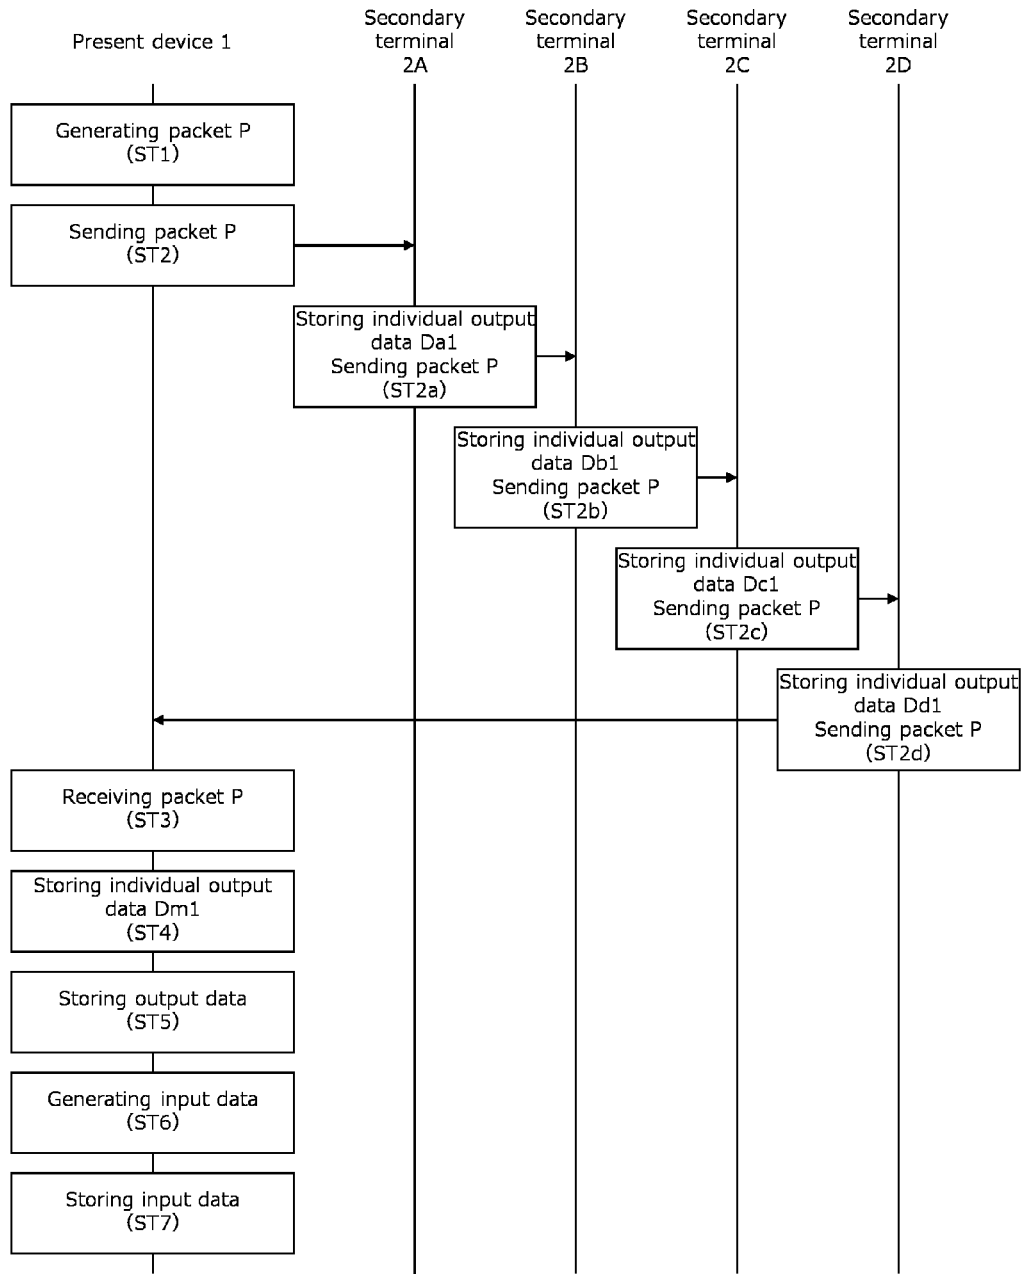 Present device 1
Secondary
terminal
2A
Secondary
terminal
2B
Secondary
terminal
2C
Secondary
terminal
2D
Generating packet P
(ST1)
Sending packet P
(ST2)
Storing individual output
data Da1
Sending packet P
(ST2a)
Storing individual output
data Db1
Sending packet P
(ST2b)
Storing individual output
data Dc1
Sending packet P
(ST2c)
Storing individual output
data Dd1
Sending packet P
(ST2d)
Receiving packet P
(ST3)
Storing individual output
data Dm1
(ST4)
Storing output data
(ST5)
Generating input data
(ST6)
Storing input data
(ST7)